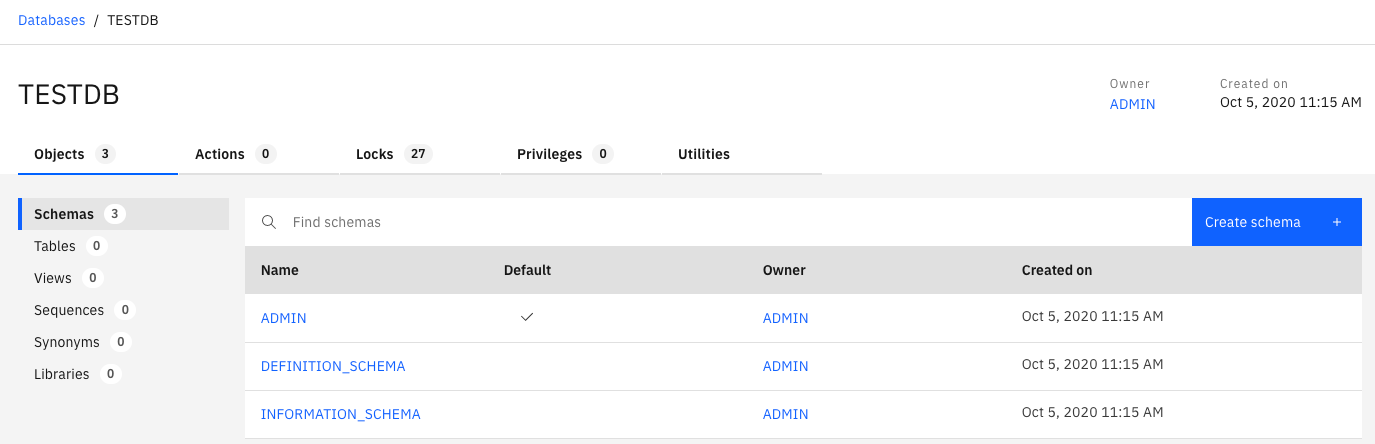 Databases / TESTDB
TESTDB
Owner
ADMIN
Created on
Oct 5, 2020 11:15 AM
Objects 3 Actions 0 Locks 27 Privileges 0 Utilities
Schemas 3
Tables 0
Views 0
Sequences 0
Synonyms 0
Libraries 0
Find schemas
Create schema +
Name Default Owner Created on
ADMIN ADMIN Oct 5, 2020 11:15 AM
DEFINITION_SCHEMA ADMIN Oct 5, 2020 11:15 AM
INFORMATION_SCHEMA ADMIN Oct 5, 2020 11:15 AM